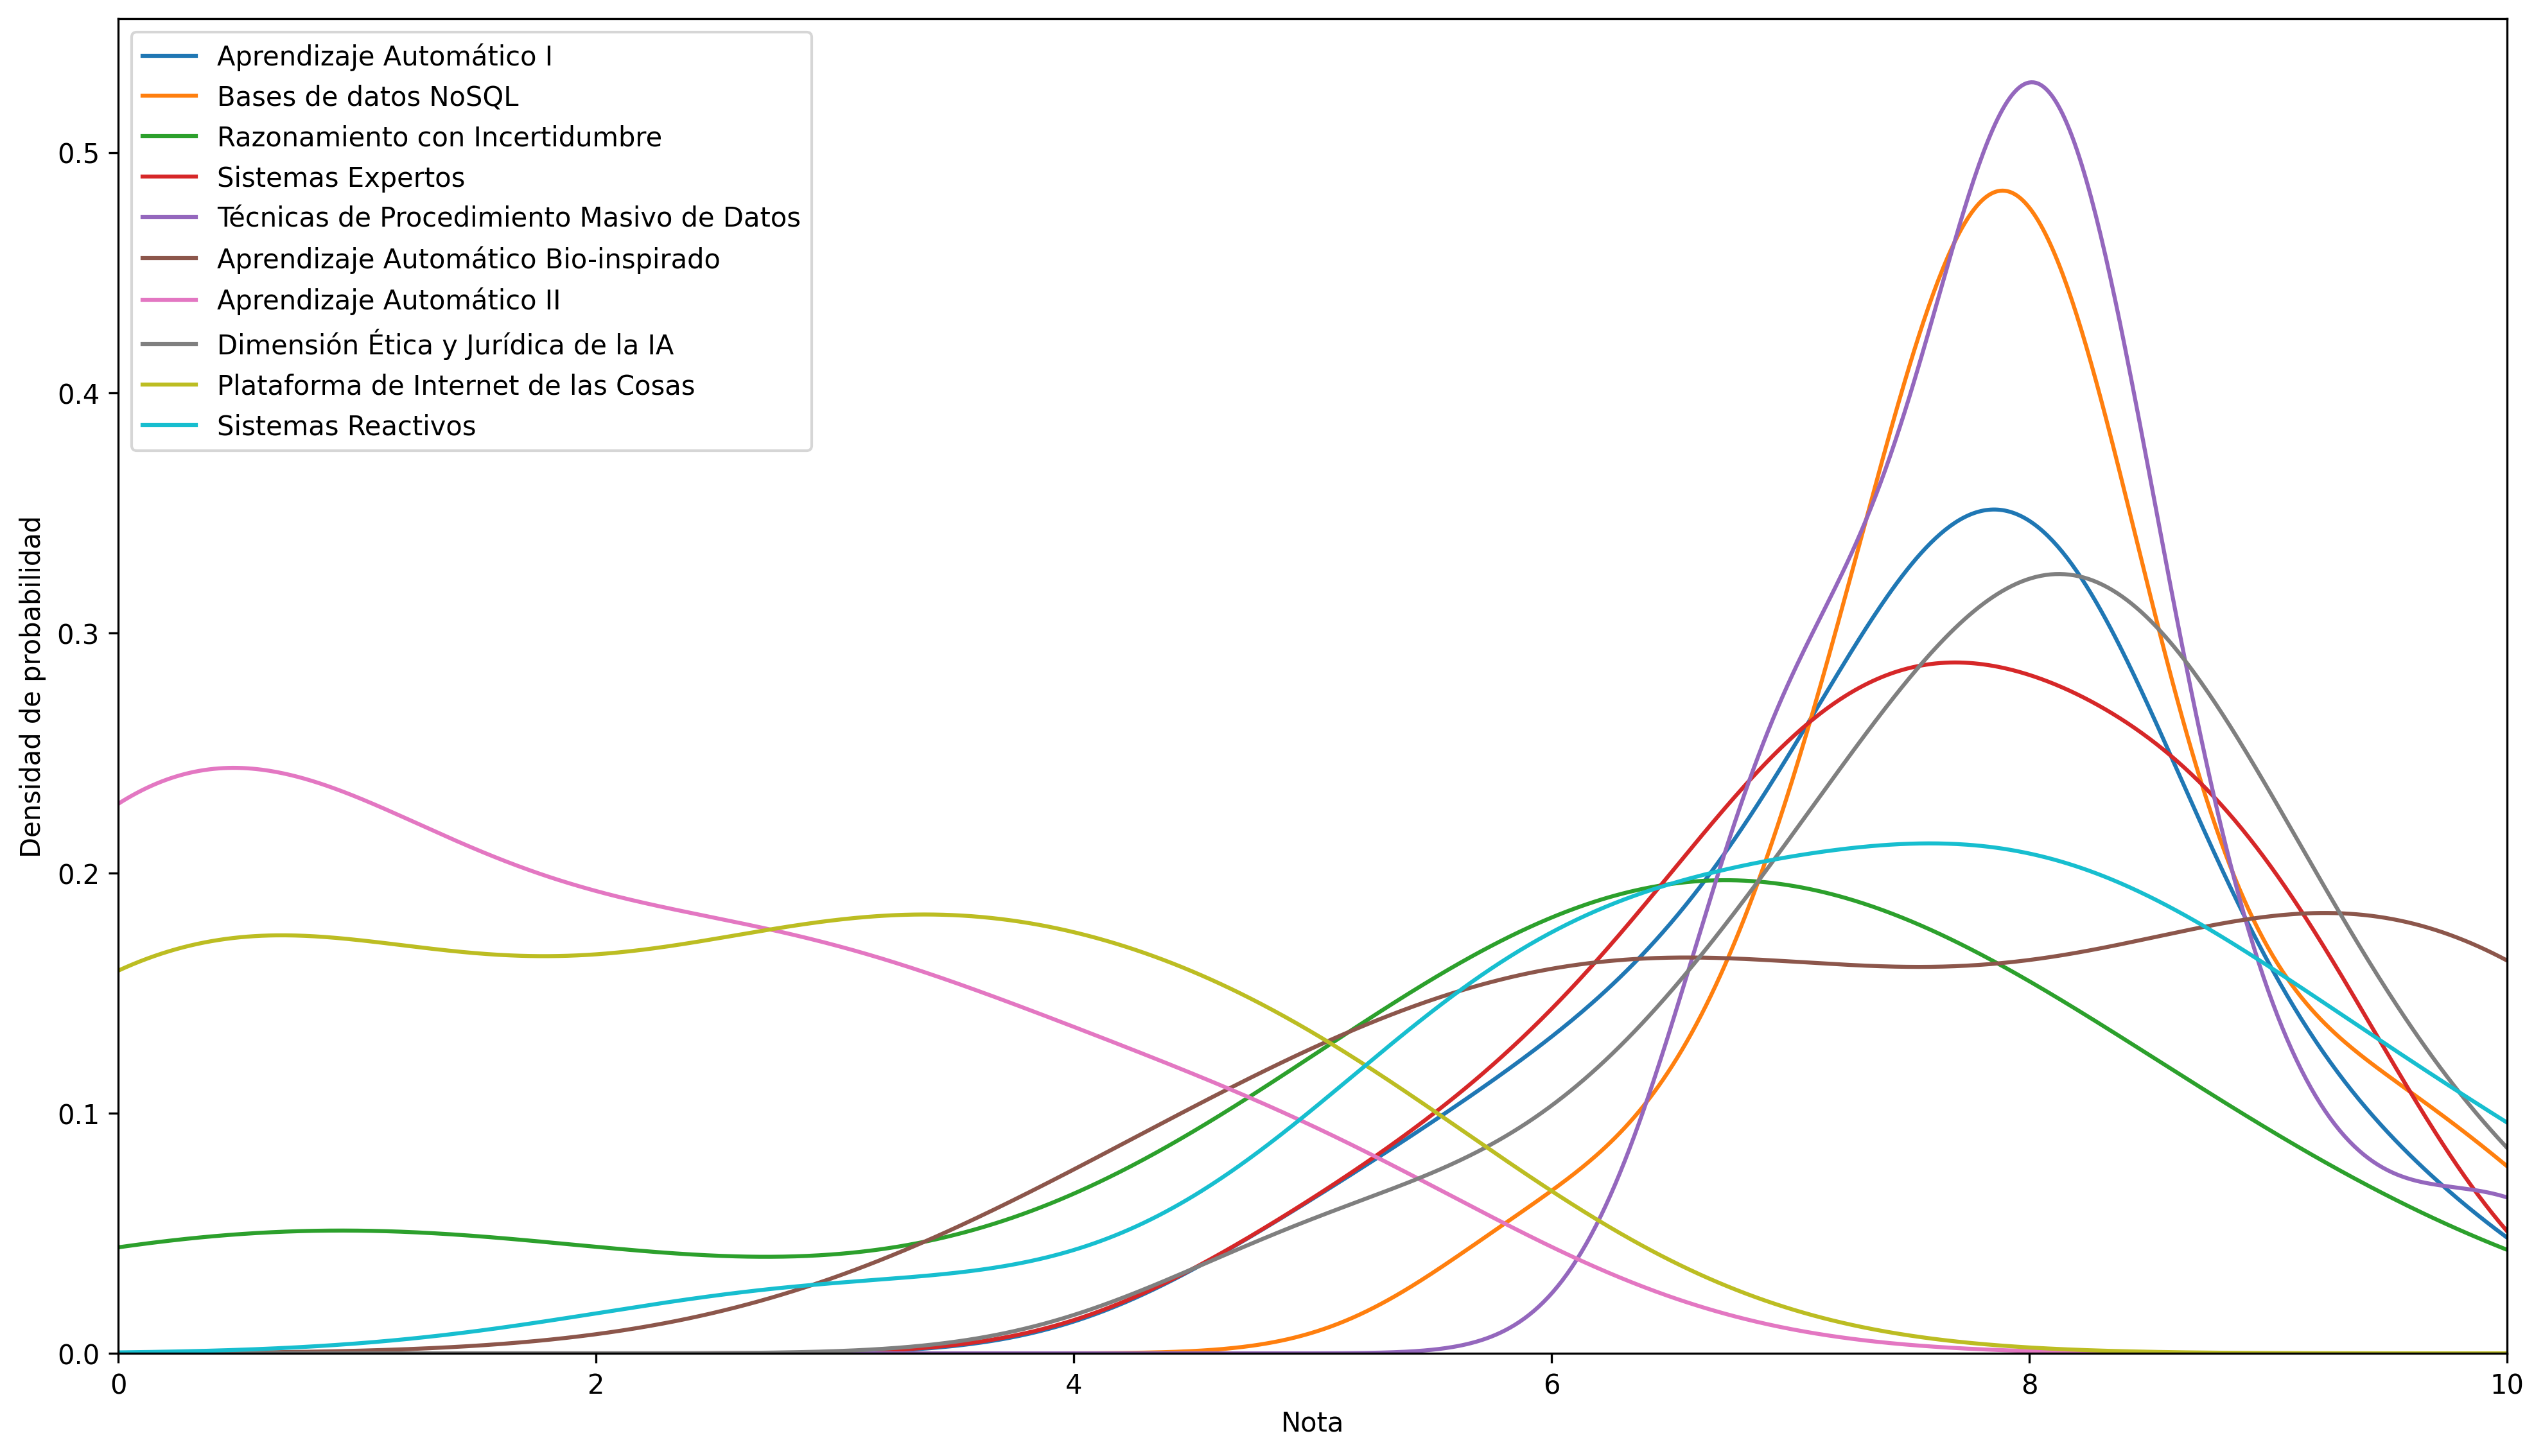 Aprendizaje Automático I
Bases de datos NoSQL
Razonamiento con Incertidumbre
Sistemas Expertos
Técnicas de Procedimiento Masivo de Datos
Aprendizaje Automático Bio-inspirado
Aprendizaje Automático II
Dimensión Ética y Jurídica de la IA
Plataforma de Internet de las Cosas
Sistemas Reactivos
0.5
0.4
0.3
0.2
0.1
0.0
Densidad de probabilidad
0 2 4 6 8 10
Nota